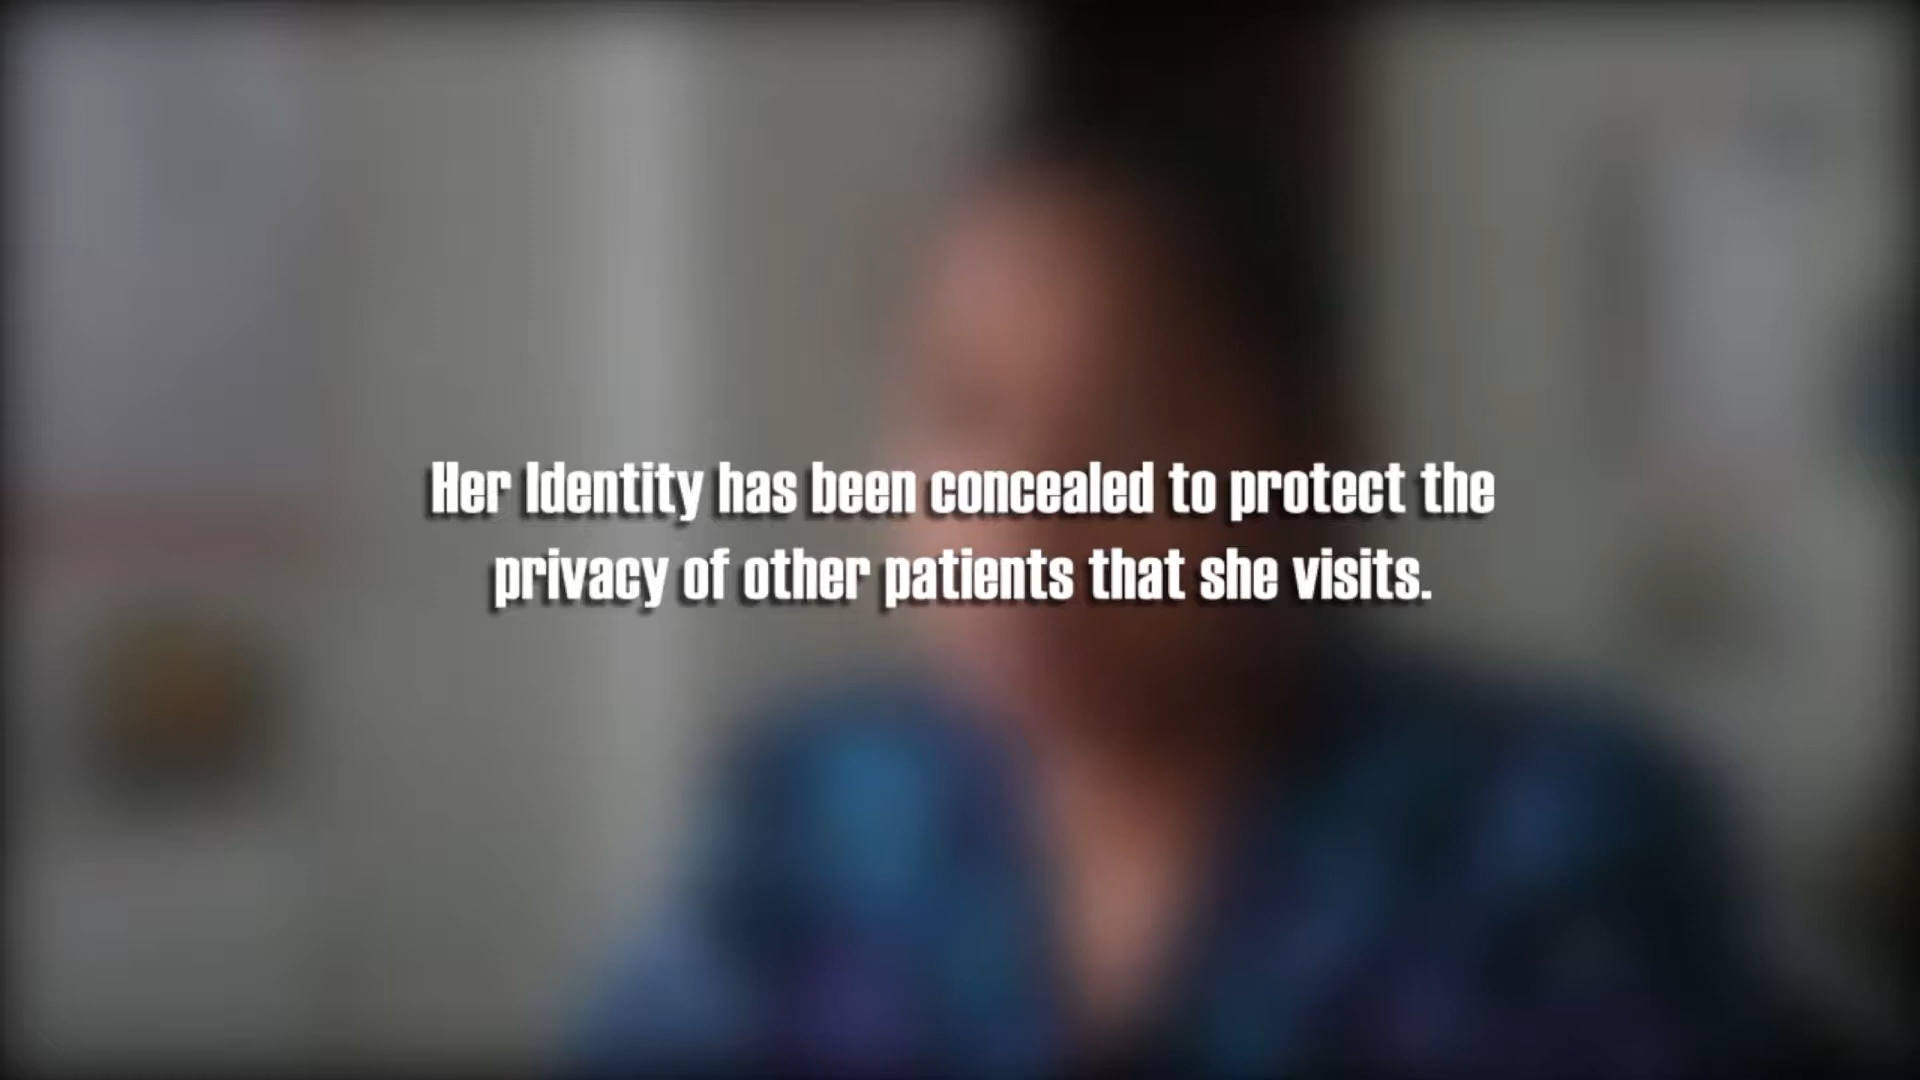 Her Identity has been concealed to protect the
privacy of other patients that she visits.